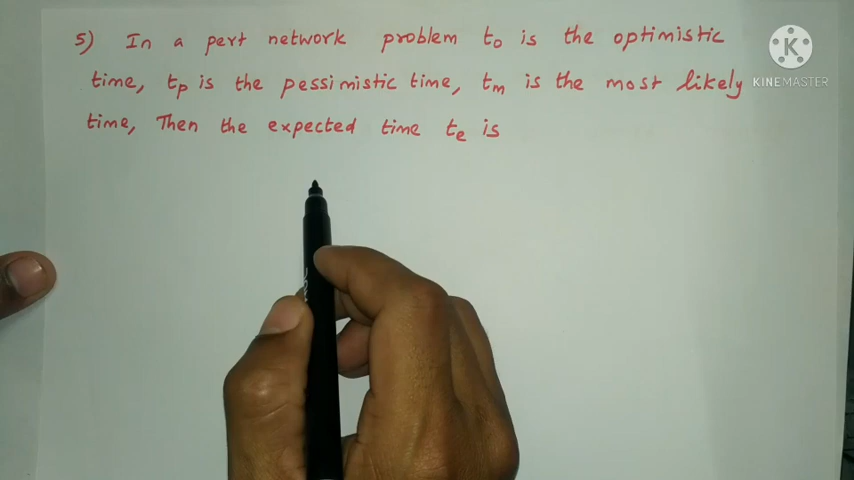 5) In a pert network problem to is the optimistic
time, tp is the pessimistic time, tm is the most likely
time, Then the expected time te is
K
KINEMASTER